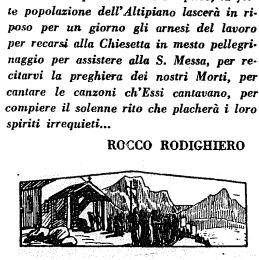 te popolazione dell'Altipiano lascerà in ri-
poso per un giorno gli arnesi del lavoro
per recarsi alla Chiesetta in mesto pellegri-
naggio per assistere alla S. Messa, per re-
citarvi la preghiera dei nostri Morti, per
cantare le canzoni ch'Essi cantavano, per
compiere il solenne rito che placherà i loro
spiriti irrequieti...
ROCCO RODIGHIERO